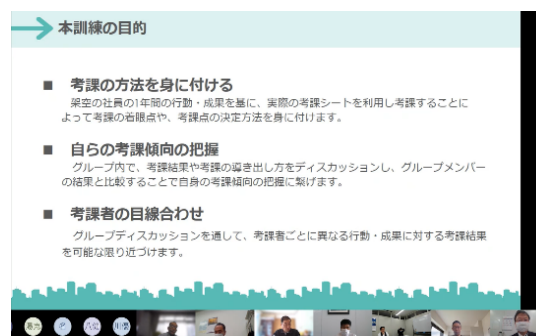 本訓練の目的
■ 考課の方法を身に付ける
架空の社員の1年間の行動・成果を基に、実際の考課シートを利用し考課することに
よって考課の着眼点や、考課点の決定方法を身に付けます。
■ 自らの考課傾向の把握
グループ内で、考課結果や考課の導き出し方をディスカッションし、グループメンバー
の結果と比較することで自身の考課傾向の把握に繋げます。
■ 考課者の目線合わせ
グループディスカッションを通して、考課者ごとに異なる行動・成果に対する考課結果
を可能な限り近づけます。